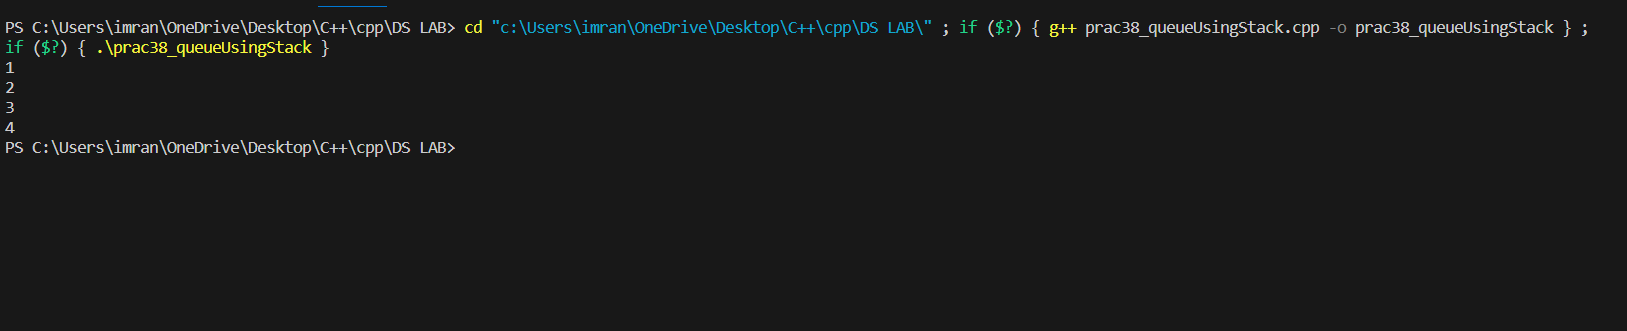 PS C:\Users\imran\OneDrive\Desktop\C++\cpp\DS LAB> cd "c:\Users\imran\OneDrive\Desktop\C++\cpp\DS LAB\" ; if ($?) { g++ prac38_queueUsingStack.cpp -o prac38_queueUsingStack } ;
if ($?) { .\prac38_queueUsingStack }
1
2
3
4
PS C:\Users\imran\OneDrive\Desktop\C++\cpp\DS LAB>